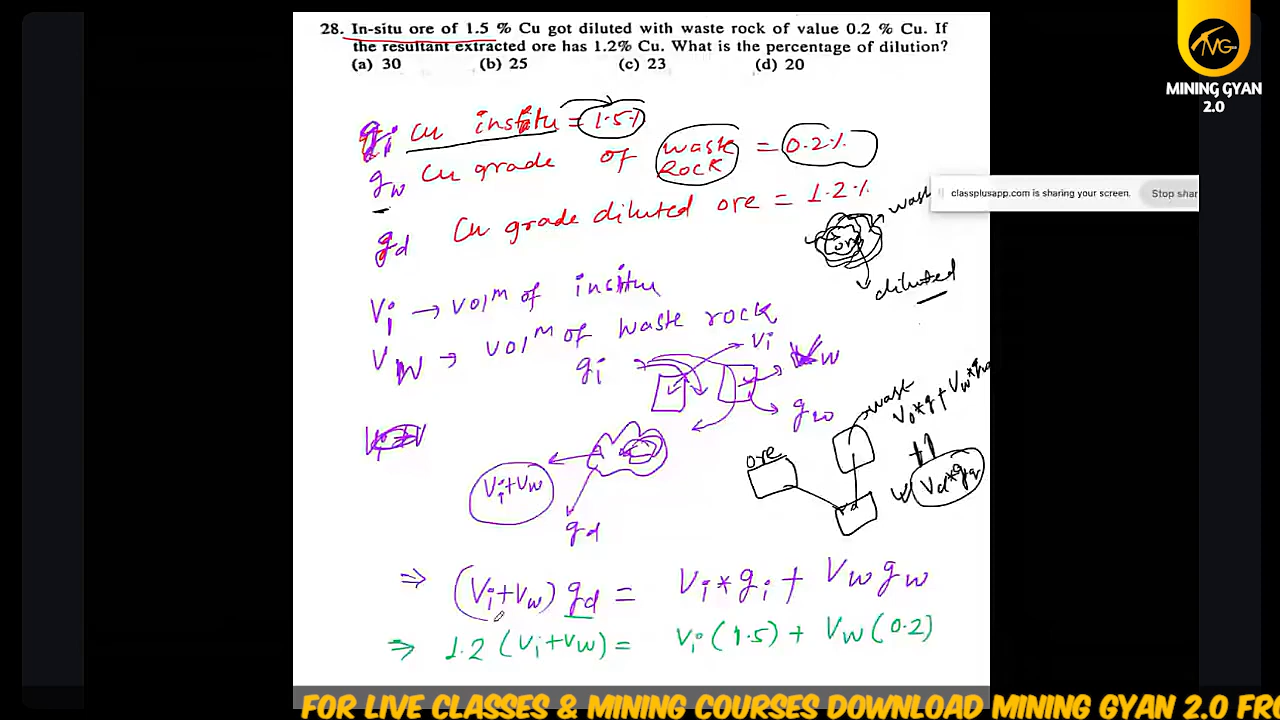 28. In-situ ore of 1.5 % Cu got diluted with waste rock of value 0.2 % Cu. If
the resultant extracted ore has 1.2% Cu. What is the percentage of dilution?
(a) 30 (b) 25 (c) 23 (d) 20
TVG
MINING GYAN
2.0
gi Cu insitu = 1.5%
gw Cu grade of waste Rock = 0.2%
gd Cu grade diluted ore = 1.2%
classplusapp.com is sharing your screen. Stop shar
wast
ore
diluted
Vi → volm of insitu
Vw → volm of waste rock
gi
Vi
w
gw
Vi+Vw
gd
ore
wast
Vd
⇒ (Vi+Vw) gd = Vi*gi + Vw gw
⇒ 1.2 (Vi+Vw) = Vi (1.5) + Vw (0.2)
FOR LIVE CLASSES & MINING COURSES DOWNLOAD MINING GYAN 2.0 FR